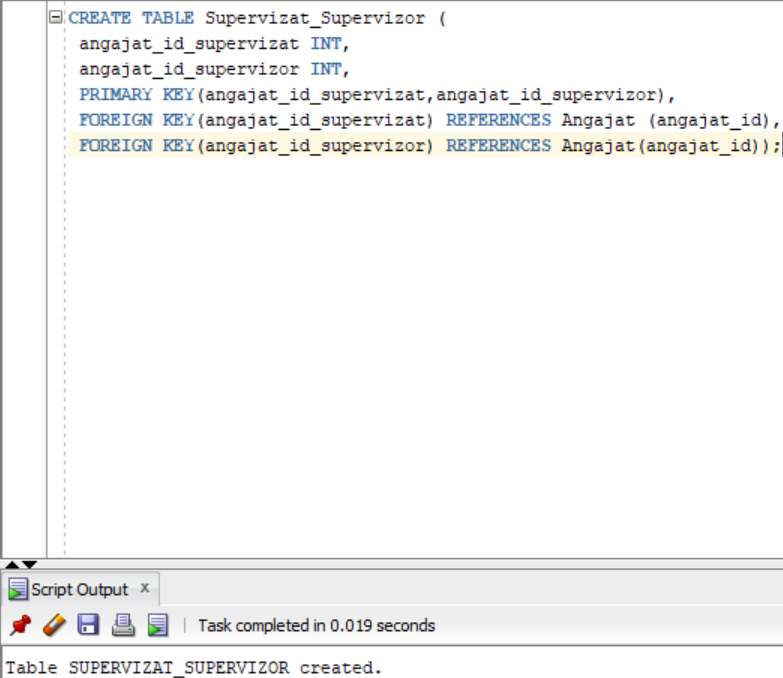 CREATE TABLE Supervizat_Supervizor (
angajat_id_supervizat INT,
angajat_id_supervizor INT,
PRIMARY KEY(angajat_id_supervizat,angajat_id_supervizor),
FOREIGN KEY(angajat_id_supervizat) REFERENCES Angajat (angajat_id),
FOREIGN KEY(angajat_id_supervizor) REFERENCES Angajat(angajat_id));
Script Output x
Task completed in 0.019 seconds
Table SUPERVIZAT_SUPERVIZOR created.